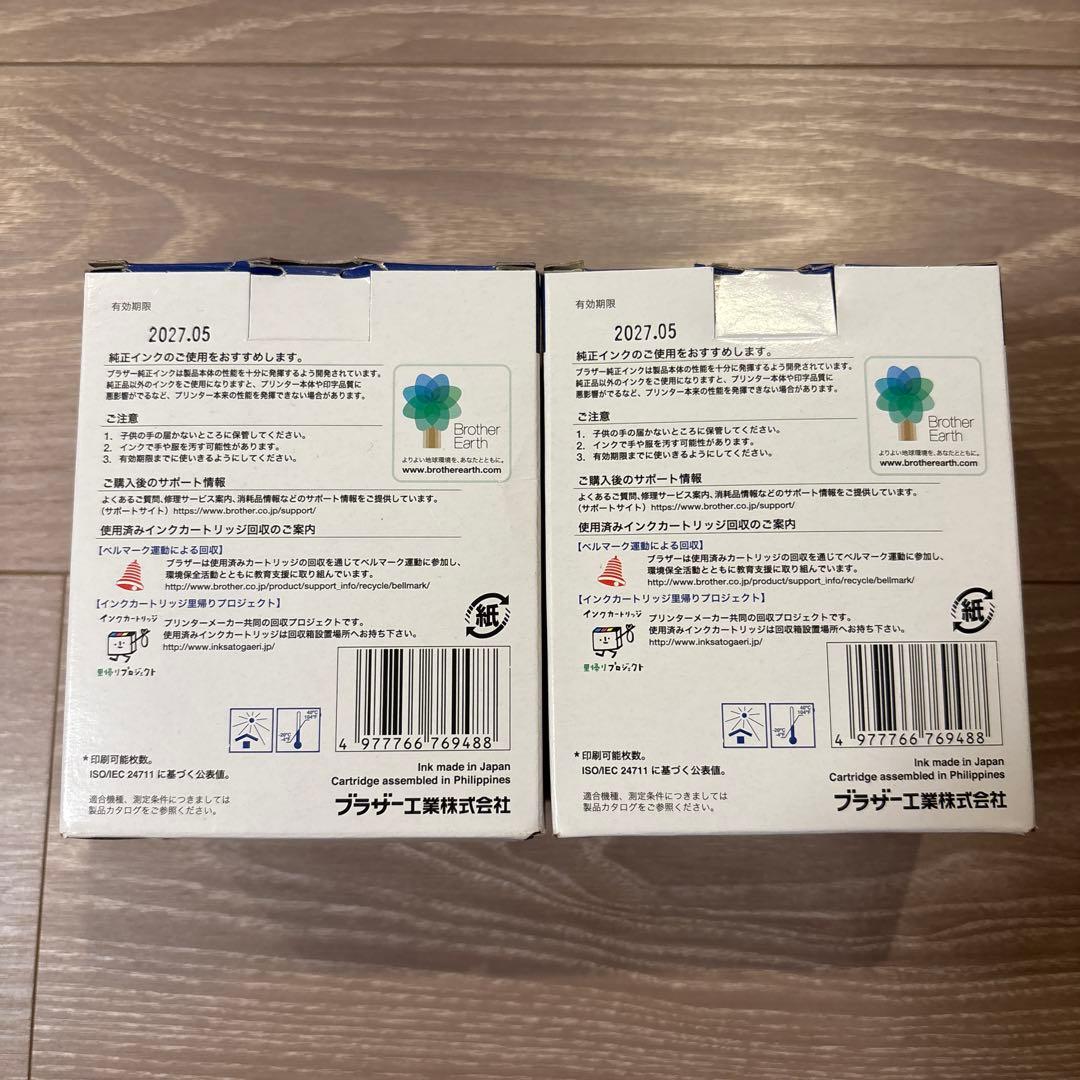 有効期限
2027.05
純正インクのご使用をおすすめします。
ブラザー純正インクは製品本体の性能を十分に発揮するよう開発されています。
純正品以外のインクをご使用になりますと、プリンター本体や印字品質に
悪影響がでるなど、プリンター本来の性能を発揮できない場合があります。
ご注意
1. 子供の手の届かないところに保管してください。
2. インクで手や服を汚す可能性があります。
3. 有効期限までに使いきるようにしてください。
Brother
Earth
よりよい地球環境を、あなたとともに。
www.brotherearth.com
ご購入後のサポート情報
よくあるご質問、修理サービス案内、消耗品情報などのサポート情報をご提供しています。
(サポートサイト) https://www.brother.co.jp/support/
使用済みインクカートリッジ回収のご案内
【ベルマーク運動による回収】
ブラザーは使用済みカートリッジの回収を通じてベルマーク運動に参加し、
環境保全活動とともに教育支援に取り組んでいます。
http://www.brother.co.jp/product/support_info/recycle/bellmark/
【インクカートリッジ里帰りプロジェクト】
インクカートリッジ
里帰りプロジェクト
プリンターメーカー共同の回収プロジェクトです。
使用済みインクカートリッジは回収箱設置場所へお持ち下さい。
http://www.inksatogaeri.jp/
紙
40°C
104°F
-20°C
-4°F
4 977766 769488
*印刷可能枚数。
ISO/IEC 24711 に基づく公表値。
Ink made in Japan
Cartridge assembled in Philippines
適合機種、測定条件につきましては
製品カタログをご参照ください。
ブラザー工業株式会社
有効期限
2027.05
純正インクのご使用をおすすめします。
ブラザー純正インクは製品本体の性能を十分に発揮するよう開発されています。
純正品以外のインクをご使用になりますと、プリンター本体や印字品質に
悪影響がでるなど、プリンター本来の性能を発揮できない場合があります。
ご注意
1. 子供の手の届かないところに保管してください。
2. インクで手や服を汚す可能性があります。
3. 有効期限までに使いきるようにしてください。
Brother
Earth
よりよい地球環境を、あなたとともに。
www.brotherearth.com
ご購入後のサポート情報
よくあるご質問、修理サービス案内、消耗品情報などのサポート情報をご提供しています。
(サポートサイト) https://www.brother.co.jp/support/
使用済みインクカートリッジ回収のご案内
【ベルマーク運動による回収】
ブラザーは使用済みカートリッジの回収を通じてベルマーク運動に参加し、
環境保全活動とともに教育支援に取り組んでいます。
http://www.brother.co.jp/product/support_info/recycle/bellmark/
【インクカートリッジ里帰りプロジェクト】
インクカートリッジ
里帰りプロジェクト
プリンターメーカー共同の回収プロジェクトです。
使用済みインクカートリッジは回収箱設置場所へお持ち下さい。
http://www.inksatogaeri.jp/
紙
40°C
104°F
-20°C
-4°F
4 977766 769488
*印刷可能枚数。
ISO/IEC 24711 に基づく公表値。
Ink made in Japan
Cartridge assembled in Philippines
適合機種、測定条件につきましては
製品カタログをご参照ください。
ブラザー工業株式会社